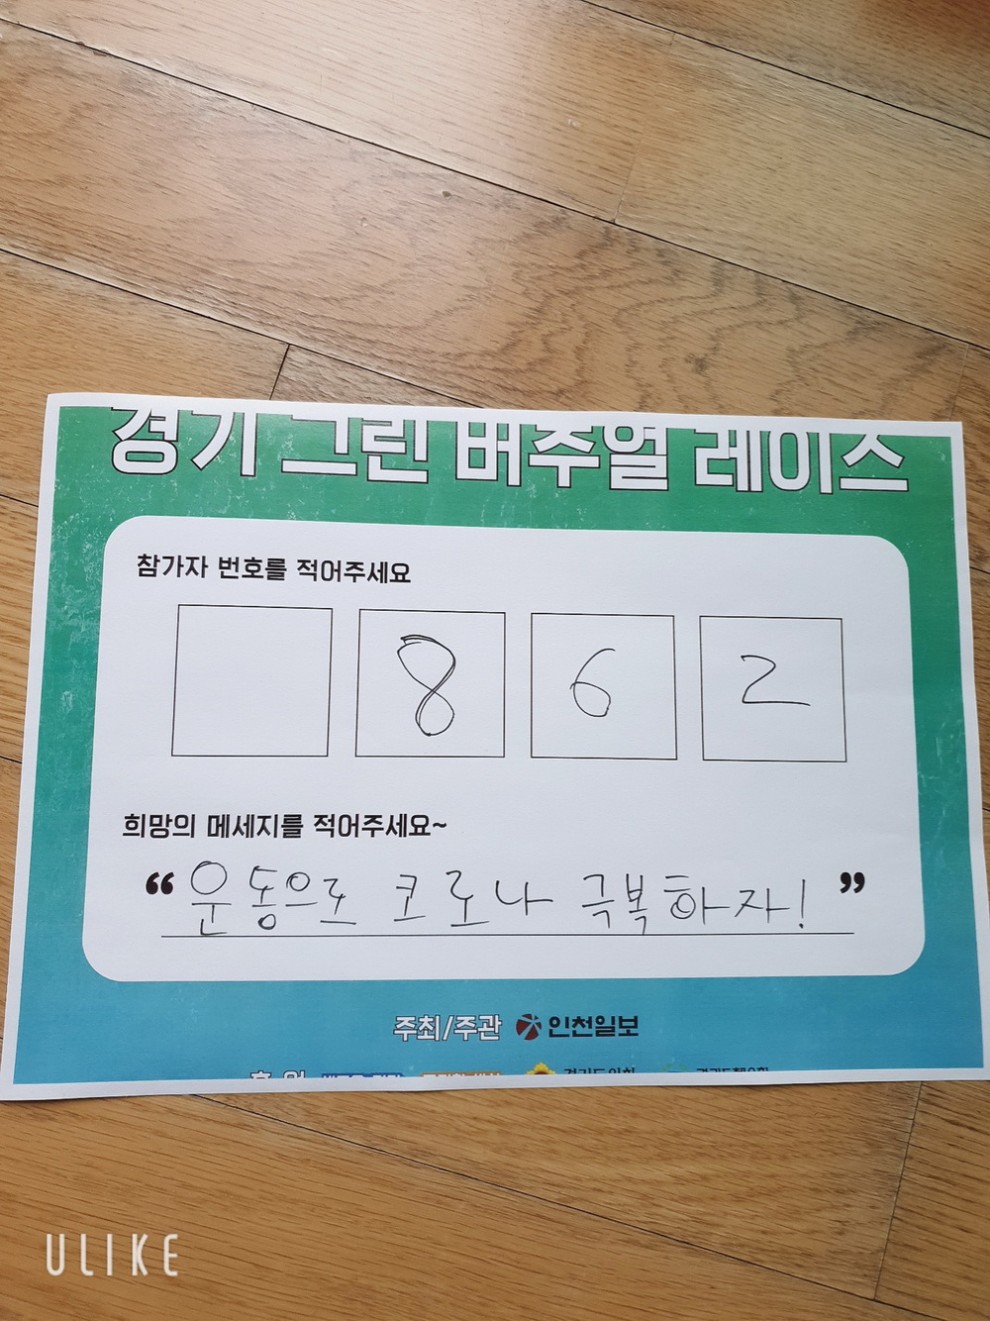 경기 그린 버주얼 레이스
참가자 번호를 적어주세요
8 6 2
희망의 메세지를 적어주세요~
“ 운동으로 코로나 극복하자! ”
주최/주관 인천일보
ULIKE